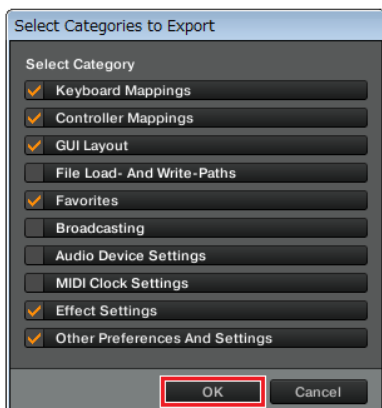 Select Categories to Export
Select Category
Keyboard Mappings
Controller Mappings
GUI Layout
File Load- And Write-Paths
Favorites
Broadcasting
Audio Device Settings
MIDI Clock Settings
Effect Settings
Other Preferences And Settings
OK Cancel